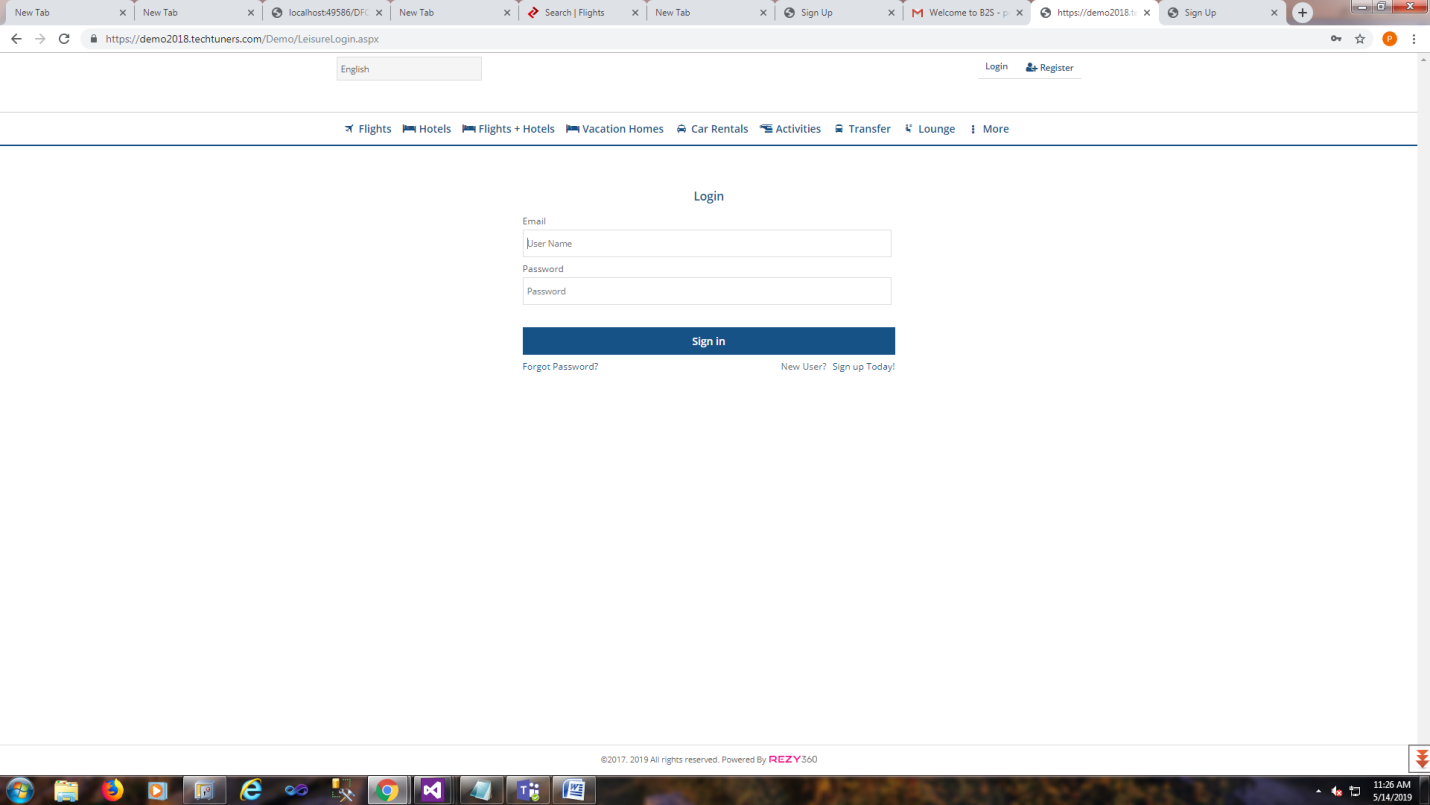 New Tab New Tab localhost:49586/DFC New Tab Search | Flights New Tab Sign Up Welcome to B2S - p https://demo2018.te Sign Up
https://demo2018.techtuners.com/Demo/LeisureLogin.aspx P
English Login Register
Flights Hotels Flights + Hotels Vacation Homes Car Rentals Activities Transfer Lounge More
Login
Email
User Name
Password
Password
Sign in
Forgot Password? New User? Sign up Today!
©2017. 2019 All rights reserved. Powered By REZY360
11:26 AM
5/14/2019